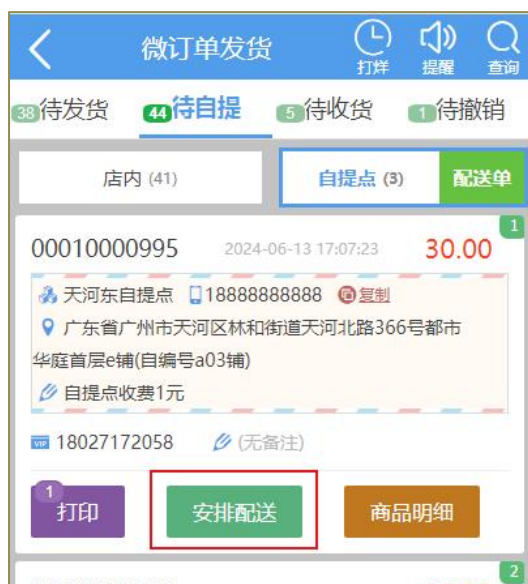 微订单发货
打烊
提醒
查询
38 待发货
44 待自提
5 待收货
1 待撤销
店内 (41)
自提点 (3)
配送单
1
00010000995 2024-06-13 17:07:23 30.00
天河东自提点 18888888888 复制
广东省广州市天河区林和街道天河北路366号都市
华庭首层e铺(自编号a03铺)
自提点收费1元
VIP 18027172058 (无备注)
1
打印
安排配送
商品明细
2